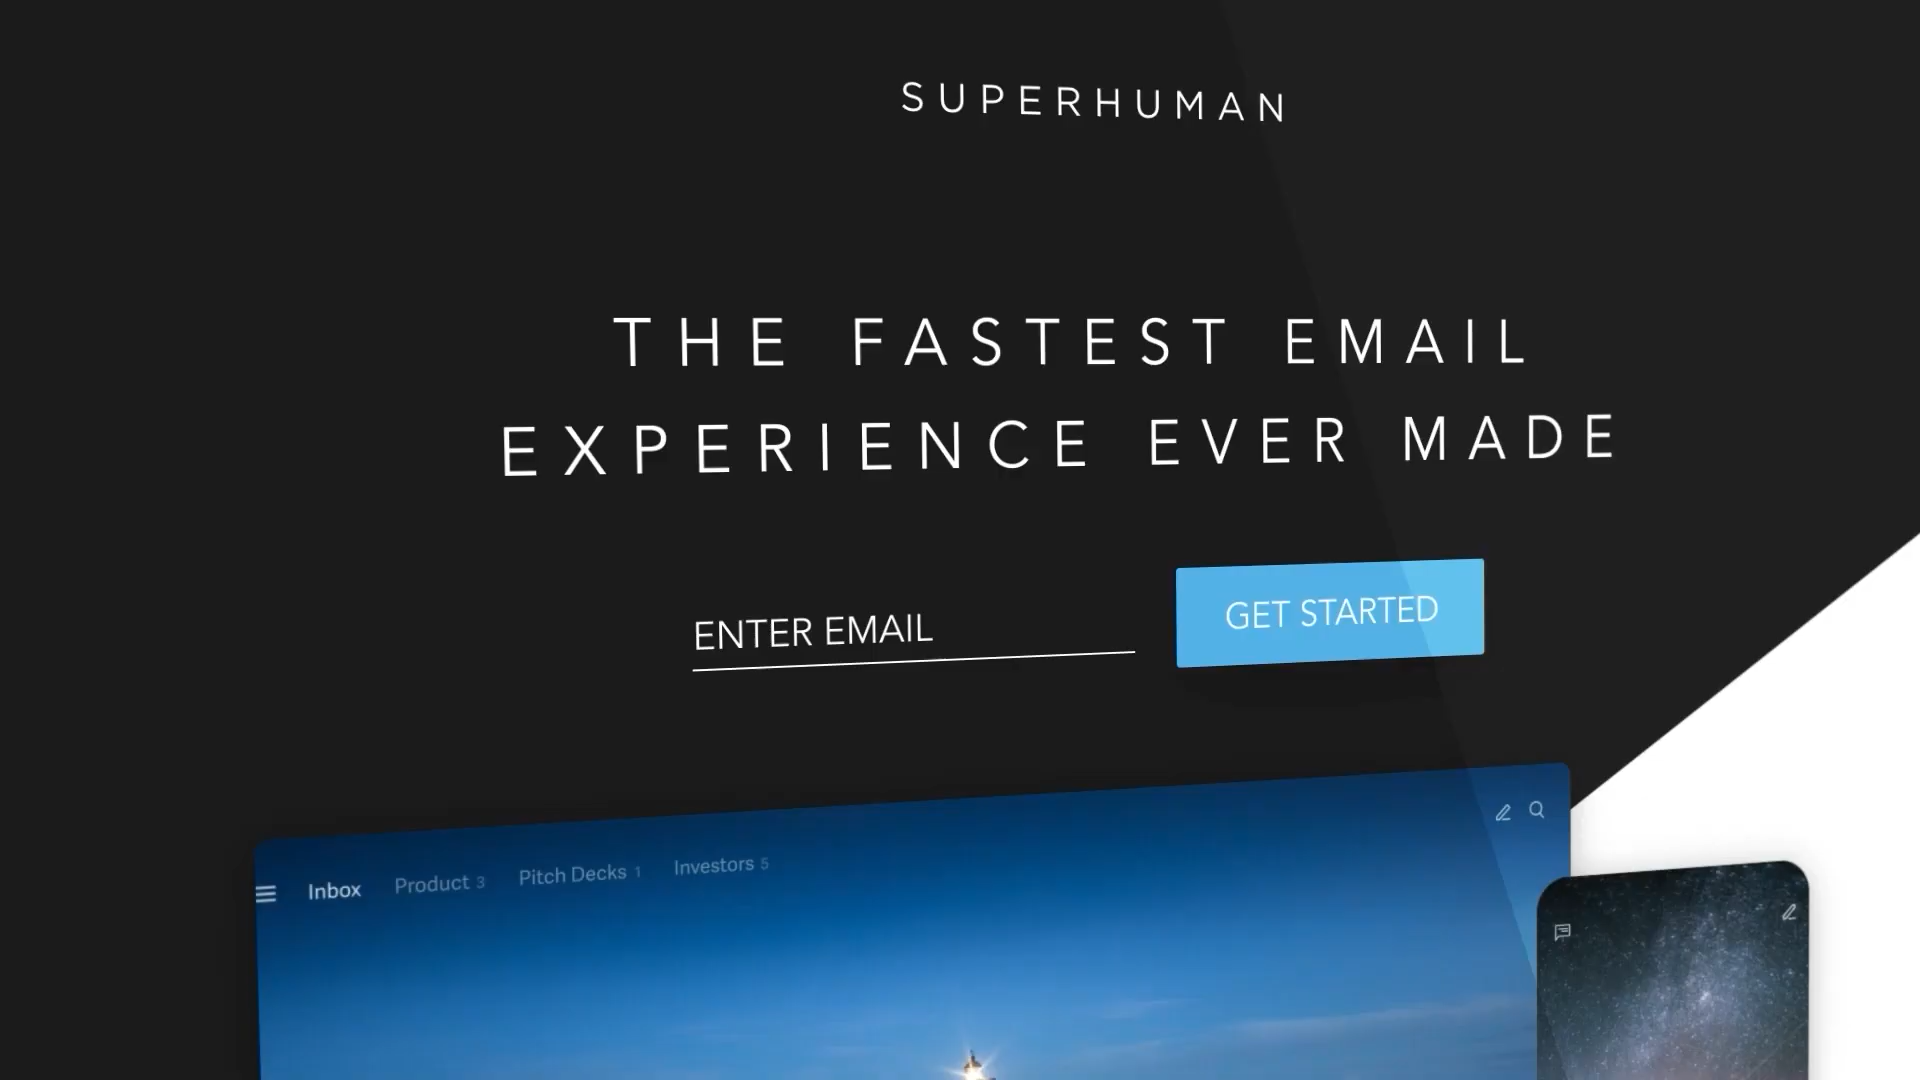 SUPERHUMAN
THE FASTEST EMAIL
EXPERIENCE EVER MADE
ENTER EMAIL
GET STARTED
Inbox Product 3 Pitch Decks 1 Investors 5